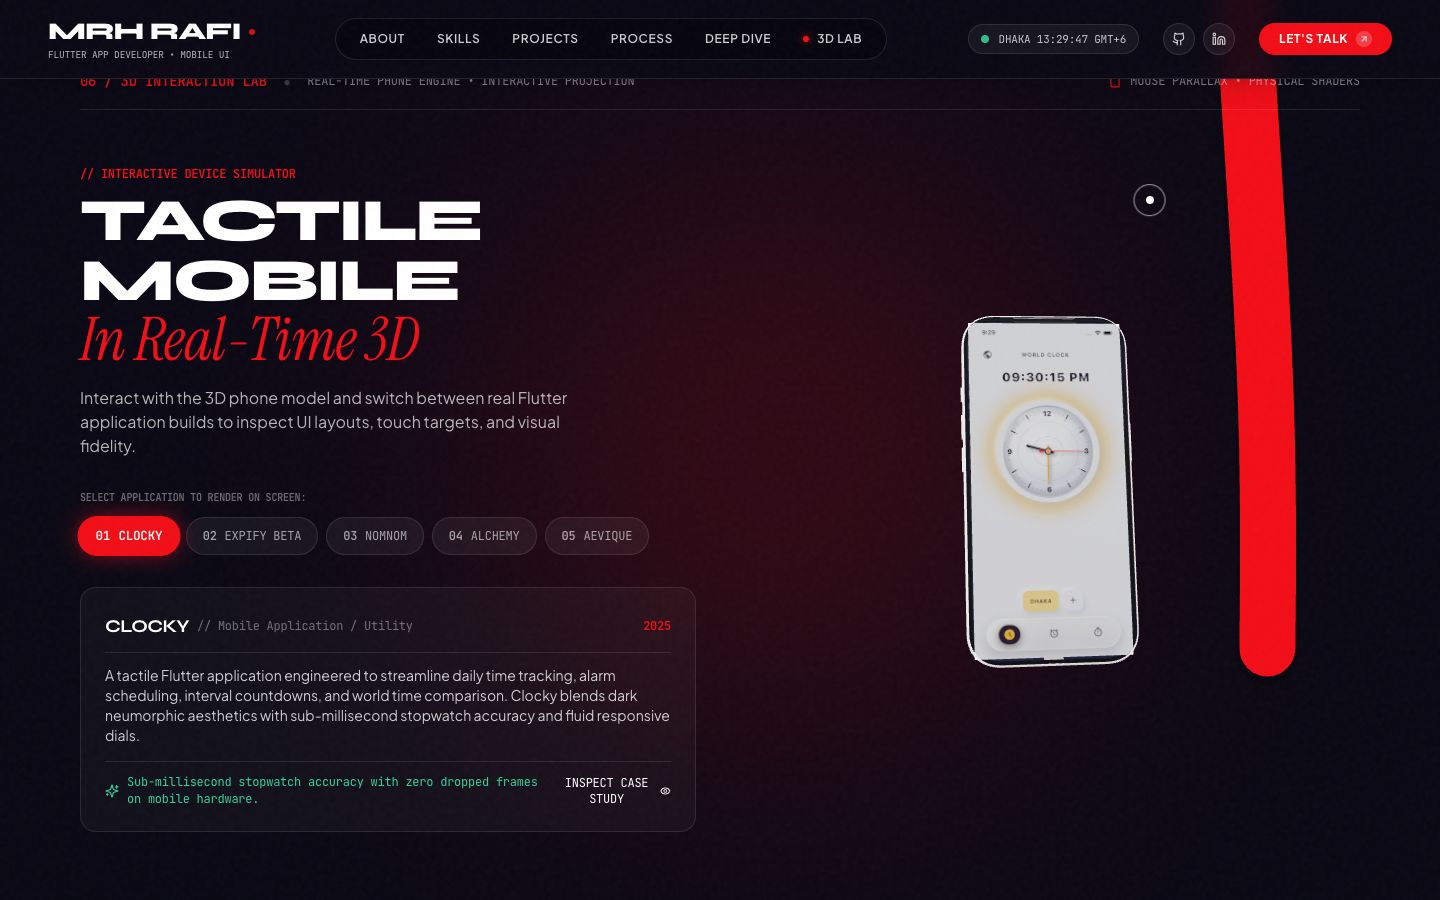 MRH RAFI
FLUTTER APP DEVELOPER • MOBILE UI
ABOUT
SKILLS
PROJECTS
PROCESS
DEEP DIVE
3D LAB
DHAKA 13:29:47 GMT+6
LET'S TALK
06 / 3D INTERACTION LAB
REAL-TIME PHONE ENGINE • INTERACTIVE PROJECTION
MOUSE PARALLAX • PHYSICAL SHADERS
// INTERACTIVE DEVICE SIMULATOR
TACTILE
MOBILE
In Real-Time 3D
Interact with the 3D phone model and switch between real Flutter
application builds to inspect UI layouts, touch targets, and visual
fidelity.
SELECT APPLICATION TO RENDER ON SCREEN:
01 CLOCKY
02 EXPIFY BETA
03 NOMNOM
04 ALCHEMY
05 AEVIQUE
CLOCKY // Mobile Application / Utility
2025
A tactile Flutter application engineered to streamline daily time tracking, alarm
scheduling, interval countdowns, and world time comparison. Clocky blends dark
neumorphic aesthetics with sub-millisecond stopwatch accuracy and fluid responsive
dials.
Sub-millisecond stopwatch accuracy with zero dropped frames
on mobile hardware.
INSPECT CASE
STUDY
9:29
WORLD CLOCK
09:30:15 PM
12
9
3
6
DHAKA
+